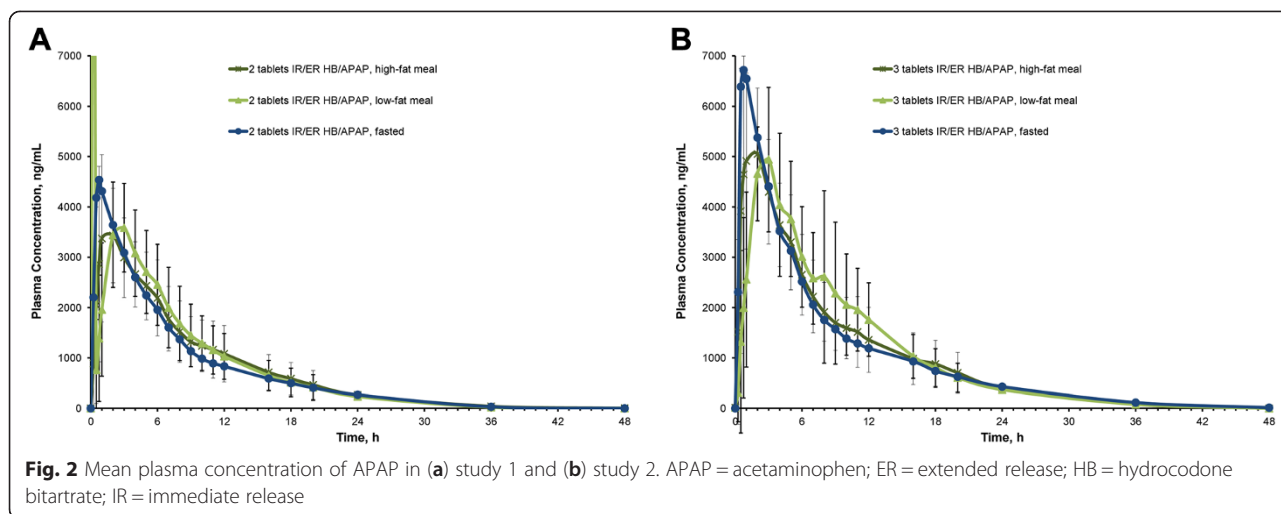 A
7000
6000
5000
4000
3000
2000
1000
0
Plasma Concentration, ng/mL
2 tablets IR/ER HB/APAP, high-fat meal
2 tablets IR/ER HB/APAP, low-fat meal
2 tablets IR/ER HB/APAP, fasted
0 6 12 18 24 30 36 42 48
Time, h
B
7000
6000
5000
4000
3000
2000
1000
0
Plasma Concentration, ng/mL
3 tablets IR/ER HB/APAP, high-fat meal
3 tablets IR/ER HB/APAP, low-fat meal
3 tablets IR/ER HB/APAP, fasted
0 6 12 18 24 30 36 42 48
Time, h
Fig. 2 Mean plasma concentration of APAP in (a) study 1 and (b) study 2. APAP = acetaminophen; ER = extended release; HB = hydrocodone
bitartrate; IR = immediate release